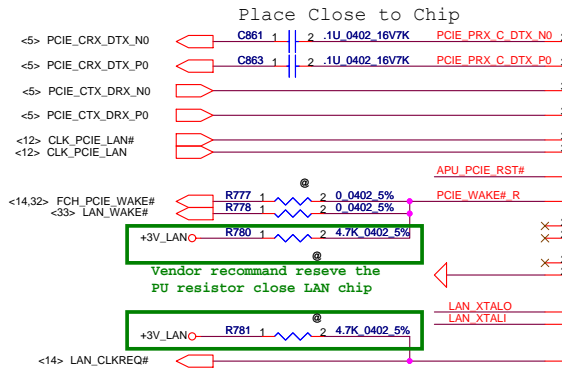 Place Close to Chip
<5> PCIE_CRX_DTX_N0 C861 1 2 .1U_0402_16V7K PCIE_PRX_C_DTX_N0
<5> PCIE_CRX_DTX_P0 C863 1 2 .1U_0402_16V7K PCIE_PRX_C_DTX_P0
<5> PCIE_CTX_DRX_N0
<5> PCIE_CTX_DRX_P0
<12> CLK_PCIE_LAN#
<12> CLK_PCIE_LAN
APU_PCIE_RST#
@
<14,32> FCH_PCIE_WAKE# R777 1 2 0_0402_5% PCIE_WAKE#_R
<33> LAN_WAKE# R778 1 2 0_0402_5%
+3V_LAN R780 1 2 4.7K_0402_5%
@
Vendor recommand reseve the
PU resistor close LAN chip
LAN_XTALO
@
LAN_XTALI
+3V_LAN R781 1 2 4.7K_0402_5%
<14> LAN_CLKREQ#